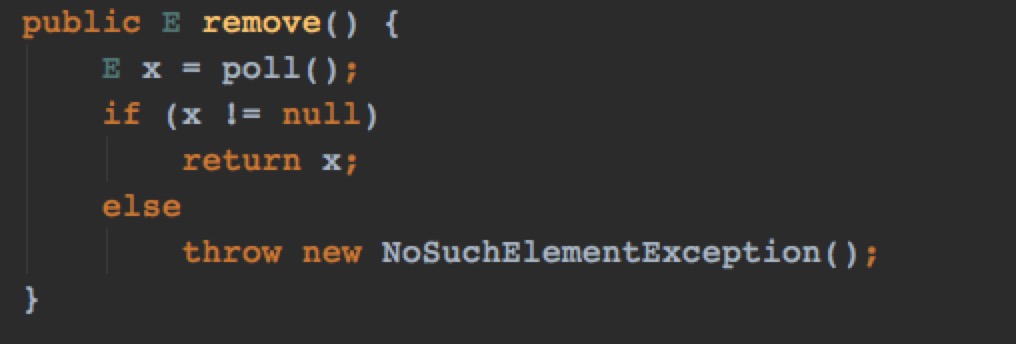 public E remove() {
    E x = poll();
    if (x != null)
        return x;
    else
        throw new NoSuchElementException();
}